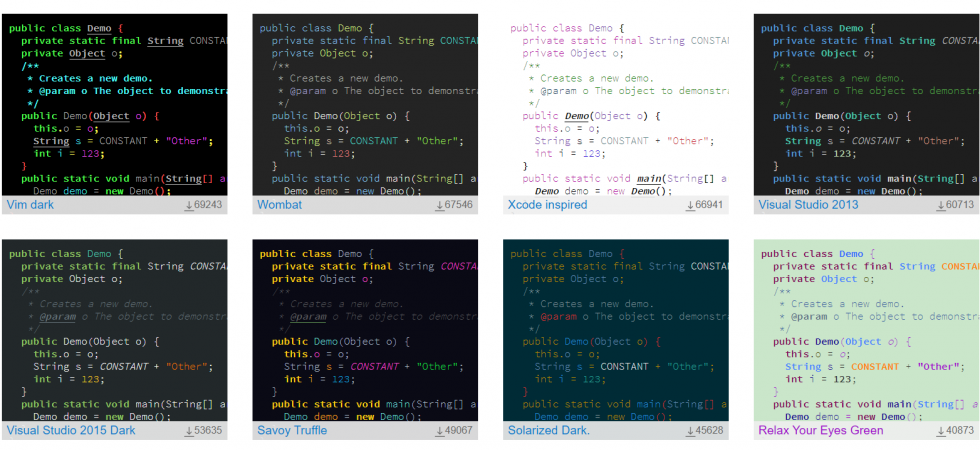 public class Demo {
private static final String CONSTA
private Object o;
/**
* Creates a new demo.
* @param o The object to demonstra
*/
public Demo(Object o) {
this.o = o;
String s = CONSTANT + "Other";
int i = 123;
}
public static void main(String[] a
Demo demo = new Demo();
Vim dark 69243
public class Demo {
private static final String CONSTA
private Object o;
/**
* Creates a new demo.
* @param o The object to demonstra
*/
public Demo(Object o) {
this.o = o;
String s = CONSTANT + "Other";
int i = 123;
}
public static void main(String[] a
Demo demo = new Demo();
Wombat 67546
public class Demo {
private static final String CONSTA
private Object o;
/**
* Creates a new demo.
* @param o The object to demonstra
*/
public Demo(Object o) {
this.o = o;
String s = CONSTANT + "Other";
int i = 123;
}
public static void main(String[] a
Demo demo = new Demo();
Xcode inspired 66941
public class Demo {
private static final String CONSTA
private Object o;
/**
* Creates a new demo.
* @param o The object to demonstra
*/
public Demo(Object o) {
this.o = o;
String s = CONSTANT + "Other";
int i = 123;
}
public static void main(String[] a
Demo demo = new Demo();
Visual Studio 2013 60713
public class Demo {
private static final String CONSTA
private Object o;
/**
* Creates a new demo.
* @param o The object to demonstra
*/
public Demo(Object o) {
this.o = o;
String s = CONSTANT + "Other";
int i = 123;
}
public static void main(String[] a
Demo demo = new Demo();
Visual Studio 2015 Dark 53635
public class Demo {
private static final String CONSTA
private Object o;
/**
* Creates a new demo.
* @param o The object to demonstra
*/
public Demo(Object o) {
this.o = o;
String s = CONSTANT + "Other";
int i = 123;
}
public static void main(String[] a
Demo demo = new Demo();
Savoy Truffle 49067
public class Demo {
private static final String CONSTA
private Object o;
/**
* Creates a new demo.
* @param o The object to demonstra
*/
public Demo(Object o) {
this.o = o;
String s = CONSTANT + "Other";
int i = 123;
}
public static void main(String[] a
Demo demo = new Demo();
Solarized Dark. 45628
public class Demo {
private static final String CONSTAN
private Object o;
/**
* Creates a new demo.
* @param o The object to demonstra
*/
public Demo(Object o) {
this.o = o;
String s = CONSTANT + "Other";
int i = 123;
}
public static void main(String[] a
Demo demo = new Demo();
Relax Your Eyes Green 40873